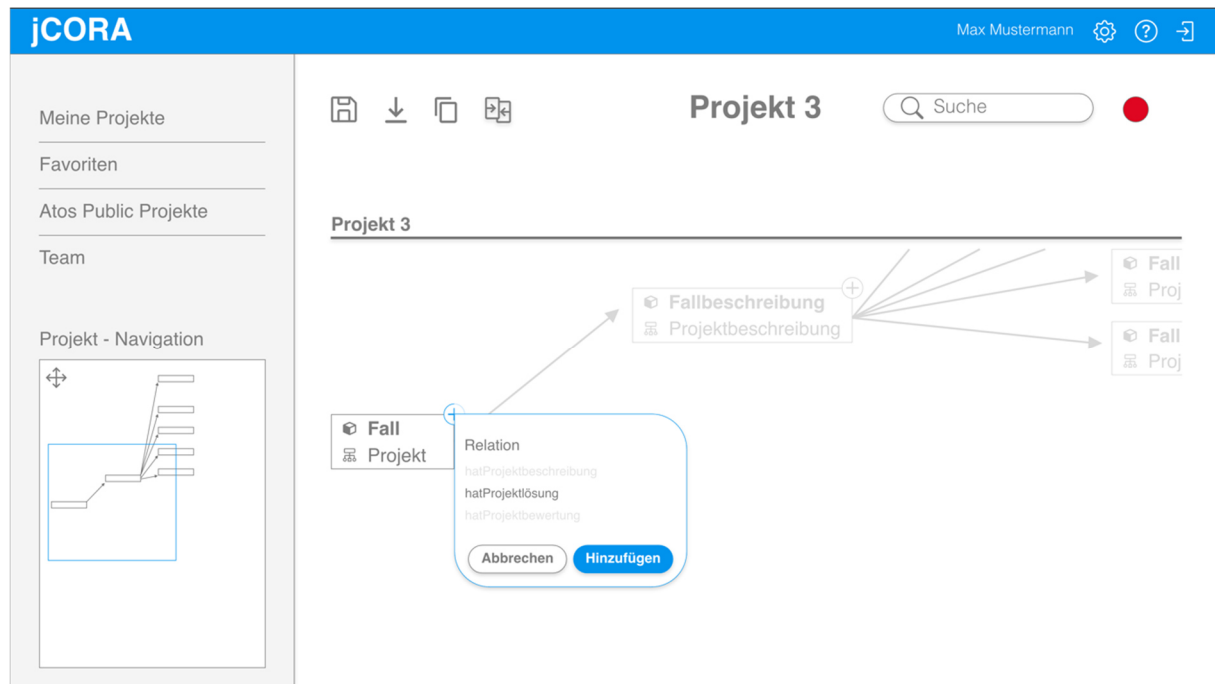 jCORA
Max Mustermann
Meine Projekte
Favoriten
Atos Public Projekte
Team
Projekt - Navigation
Projekt 3
Suche
Projekt 3
Fallbeschreibung
Projektbeschreibung
Fall
Proj
Fall
Proj
Fall
Projekt
Relation
hatProjektbeschreibung
hatProjektlösung
hatProjektbewertung
Abbrechen
Hinzufügen